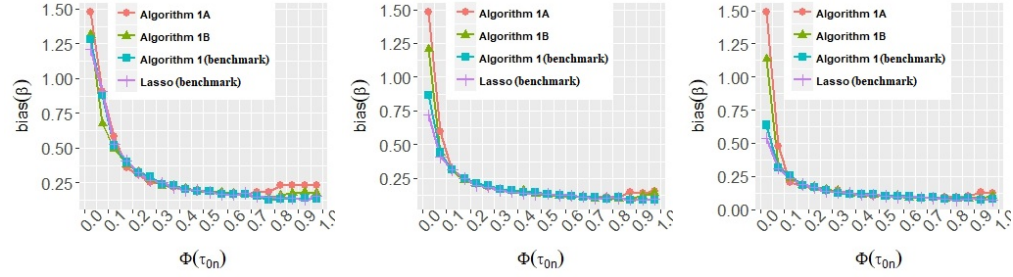 bias(β)
1.50
1.25
1.00
0.75
0.50
0.25
Algorithm 1A
Algorithm 1B
Algorithm 1 (benchmark)
Lasso (benchmark)
0.0 0.1 0.2 0.3 0.4 0.5 0.6 0.7 0.8 0.9 1.0
Φ(τ0n)
bias(β)
1.50
1.25
1.00
0.75
0.50
0.25
Algorithm 1A
Algorithm 1B
Algorithm 1 (benchmark)
Lasso (benchmark)
0.0 0.1 0.2 0.3 0.4 0.5 0.6 0.7 0.8 0.9 1.0
Φ(τ0n)
bias(β)
1.50
1.25
1.00
0.75
0.50
0.25
0.00
Algorithm 1A
Algorithm 1B
Algorithm 1 (benchmark)
Lasso (benchmark)
0.0 0.1 0.2 0.3 0.4 0.5 0.6 0.7 0.8 0.9 1.0
Φ(τ0n)